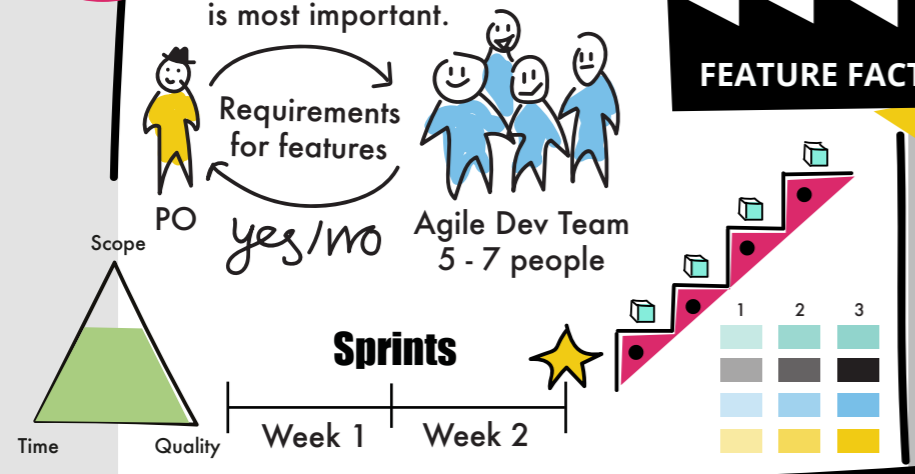 is most important.
FEATURE FACT
Requirements
for features
PO
yes/no
Agile Dev Team
5 - 7 people
Scope
Time
Quality
Sprints
Week 1
Week 2
1 2 3